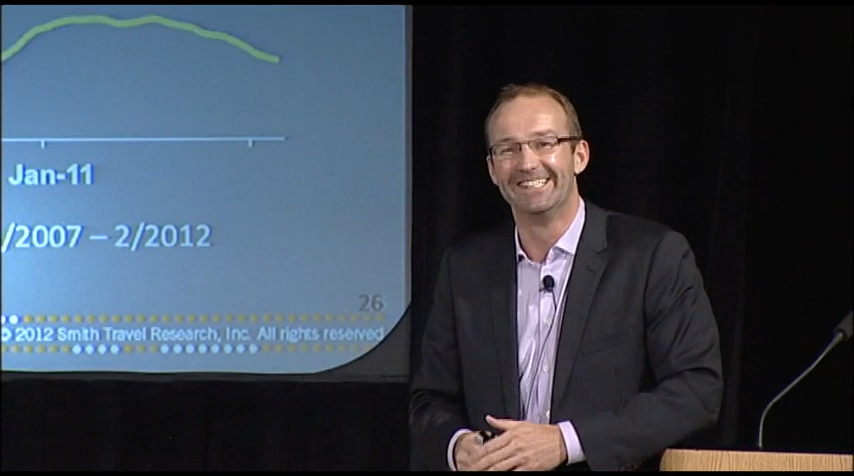 Jan-11
/2007 – 2/2012
26
© 2012 Smith Travel Research, Inc. All rights reserved